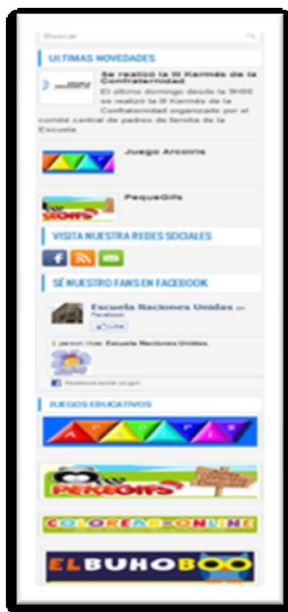 Buscar
ULTIMAS NOVEDADES
Se realizó la III Kermés de la
Confraternidad
El último domingo desde la 9H00
se realizó la III Kermés de la
Confraternidad organizado por el
comité central de padres de familia de la
Escuela
Juego Arcoiris
PequeGifs
VISITA NUESTRA REDES SOCIALES
SÉ NUESTRO FANS EN FACEBOOK
Escuela Naciones Unidas on
Facebook
Like
1 person likes Escuela Naciones Unidas.
Facebook social plugin
JUEGOS EDUCATIVOS
ARCOIRIS
PEKEGIFS
COLOREARONLINE
ELBUHOBOO